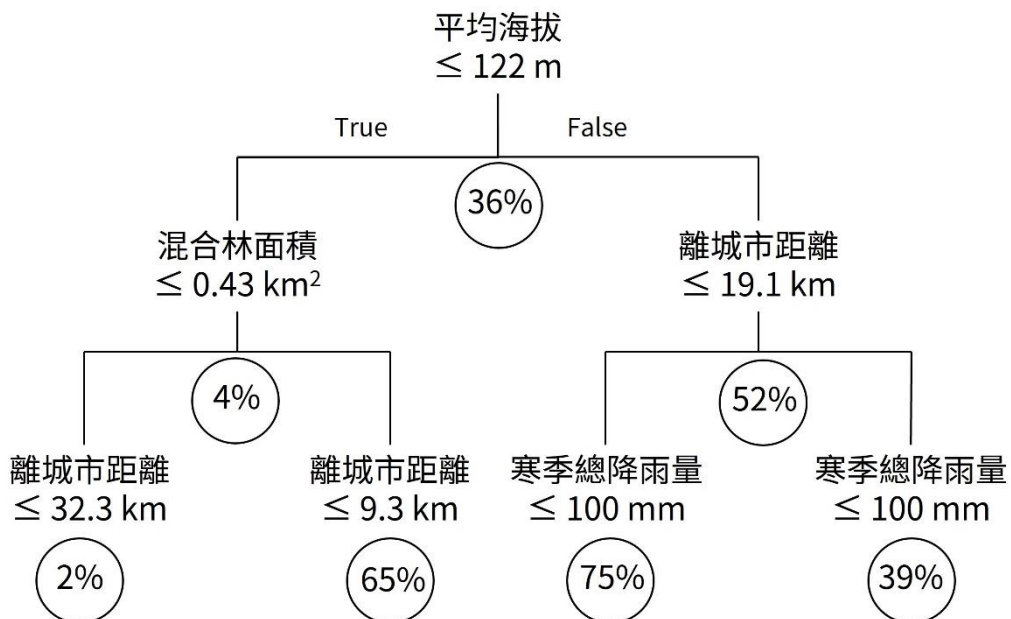 平均海拔
≤ 122 m
True
False
36%
混合林面積
≤ 0.43 km²
離城市距離
≤ 19.1 km
4%
52%
離城市距離
≤ 32.3 km
離城市距離
≤ 9.3 km
寒季總降雨量
≤ 100 mm
寒季總降雨量
≤ 100 mm
2%
65%
75%
39%